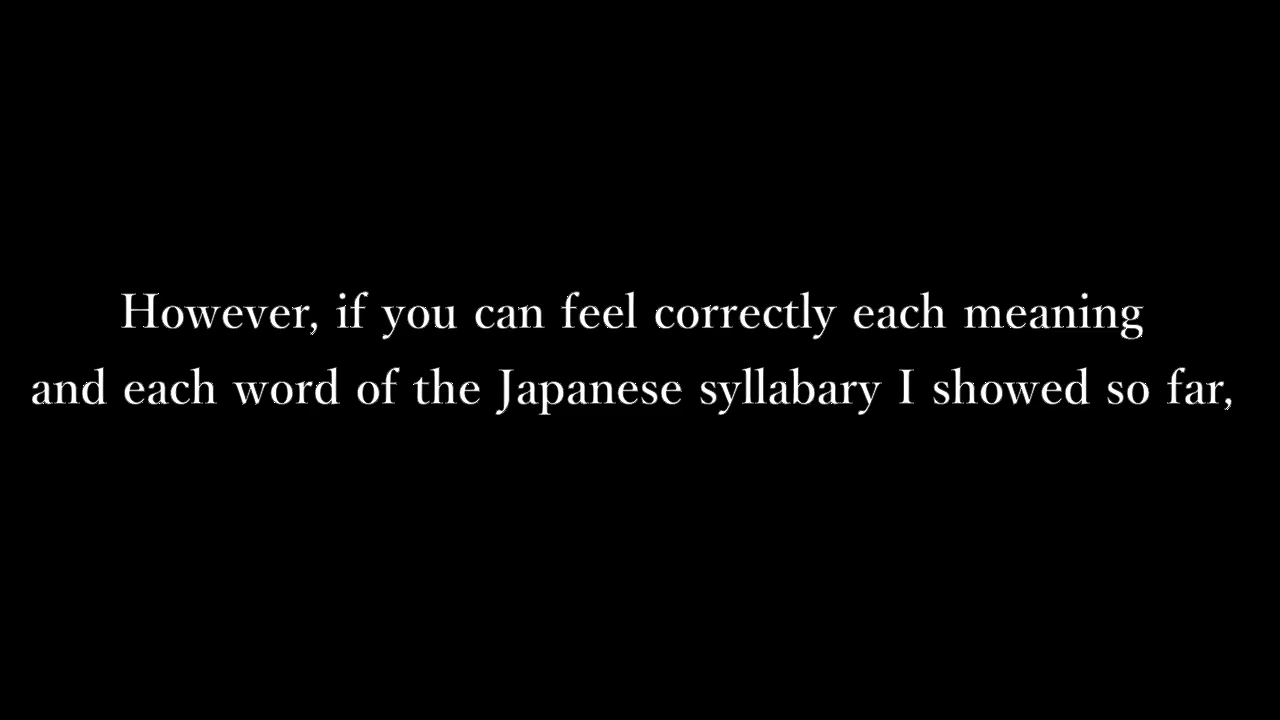 However, if you can feel correctly each meaning
and each word of the Japanese syllabary I showed so far,